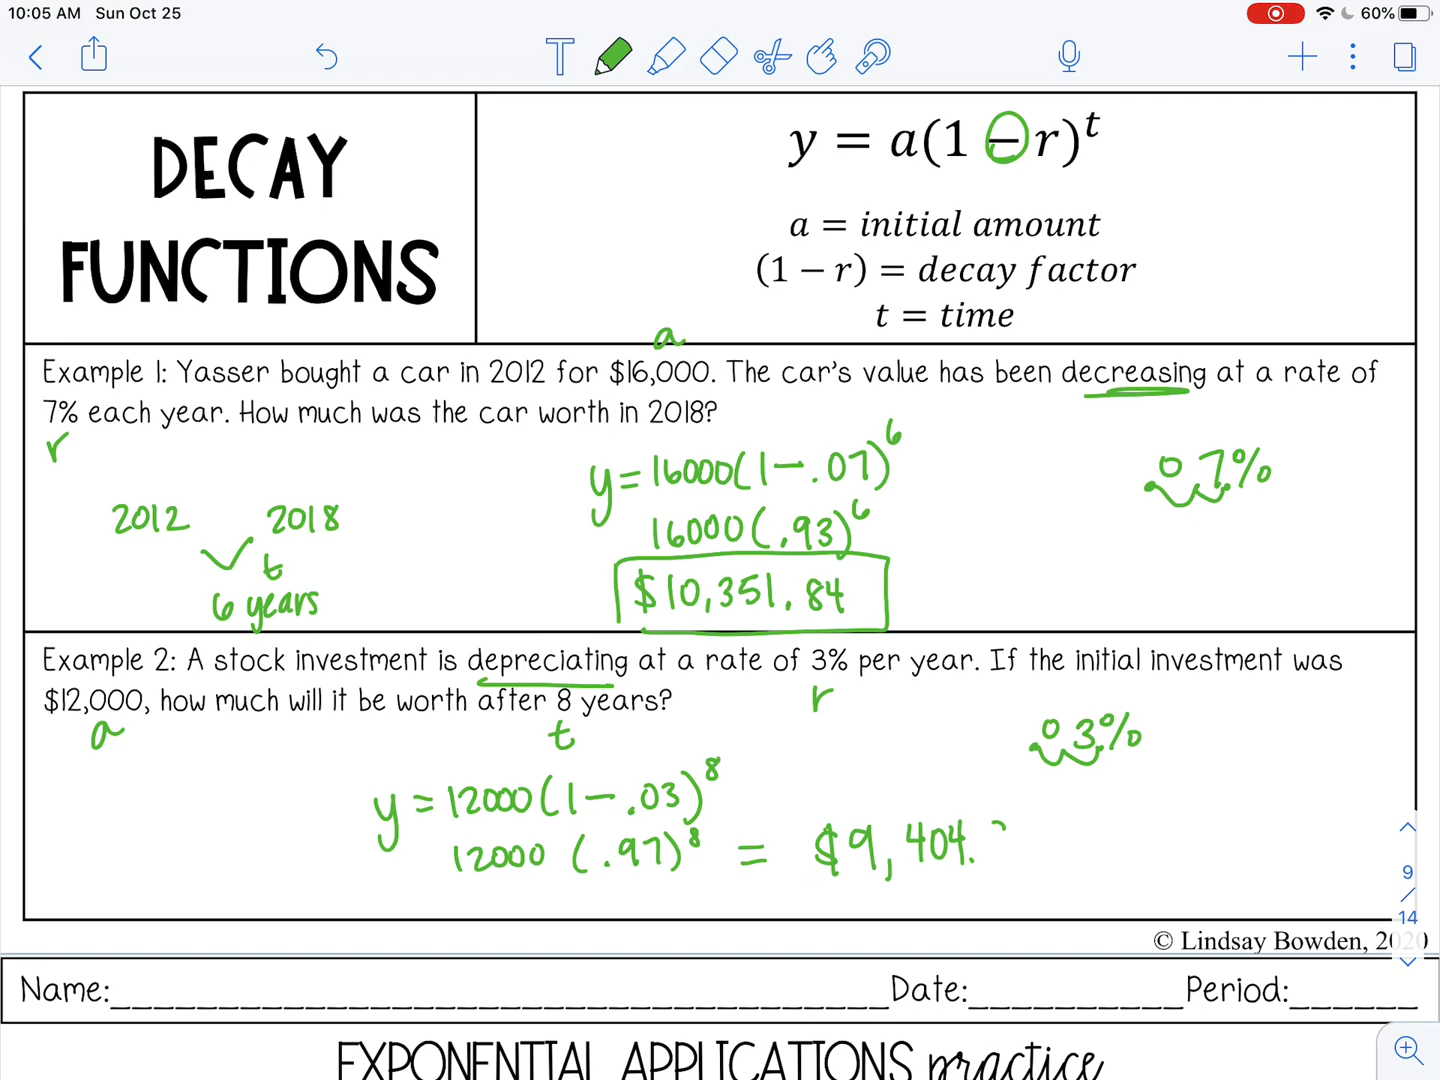 10:05 AM Sun Oct 25
60%
DECAY
FUNCTIONS
y = a(1 − r)^t
a = initial amount
(1 − r) = decay factor
t = time
a
Example 1: Yasser bought a car in 2012 for $16,000. The car's value has been decreasing at a rate of
7% each year. How much was the car worth in 2018?
r
y = 16000(1 − .07)^6
0 7%
2012 2018
16000(.93)^6
t
6 years
$10,351.84
Example 2: A stock investment is depreciating at a rate of 3% per year. If the initial investment was
$12,000, how much will it be worth after 8 years?
r
a
t
0 3%
y = 12000(1 − .03)^8
12000 (.97)^8 = $9,404.
9
/
14
© Lindsay Bowden, 2020
Name:_______ Date:_______ Period:_______
EXPONENTIAL APPLICATIONS practice